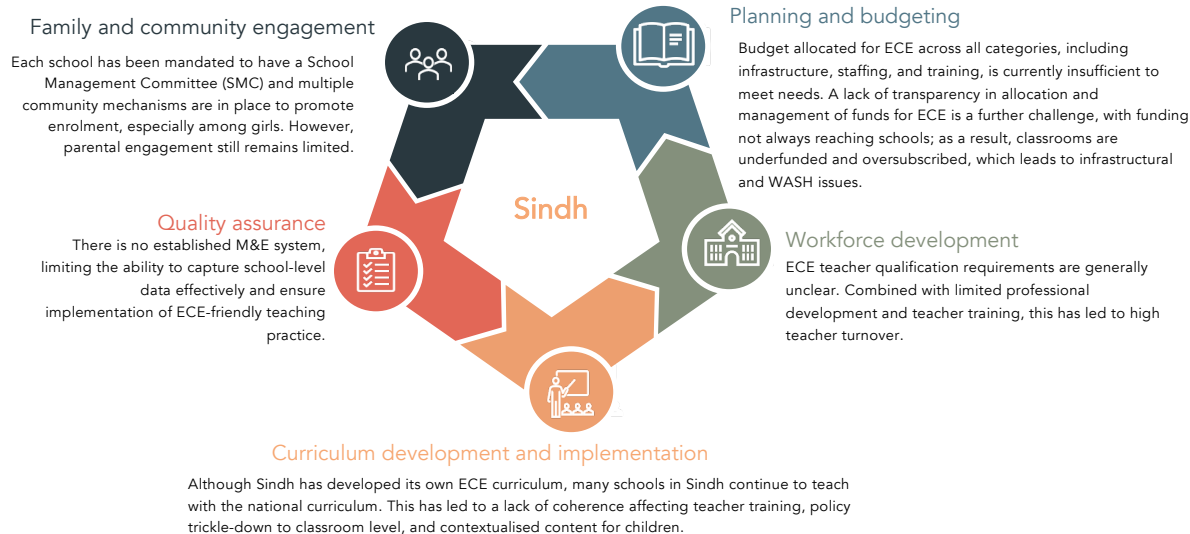 Family and community engagement
Each school has been mandated to have a School
Management Committee (SMC) and multiple
community mechanisms are in place to promote
enrolment, especially among girls. However,
parental engagement still remains limited.
Planning and budgeting
Budget allocated for ECE across all categories, including
infrastructure, staffing, and training, is currently insufficient to
meet needs. A lack of transparency in allocation and
management of funds for ECE is a further challenge, with funding
not always reaching schools; as a result, classrooms are
underfunded and oversubscribed, which leads to infrastructural
and WASH issues.
Sindh
Quality assurance
There is no established M&E system,
limiting the ability to capture school-level
data effectively and ensure
implementation of ECE-friendly teaching
practice.
Workforce development
ECE teacher qualification requirements are generally
unclear. Combined with limited professional
development and teacher training, this has led to high
teacher turnover.
Curriculum development and implementation
Although Sindh has developed its own ECE curriculum, many schools in Sindh continue to teach
with the national curriculum. This has led to a lack of coherence affecting teacher training, policy
trickle-down to classroom level, and contextualised content for children.